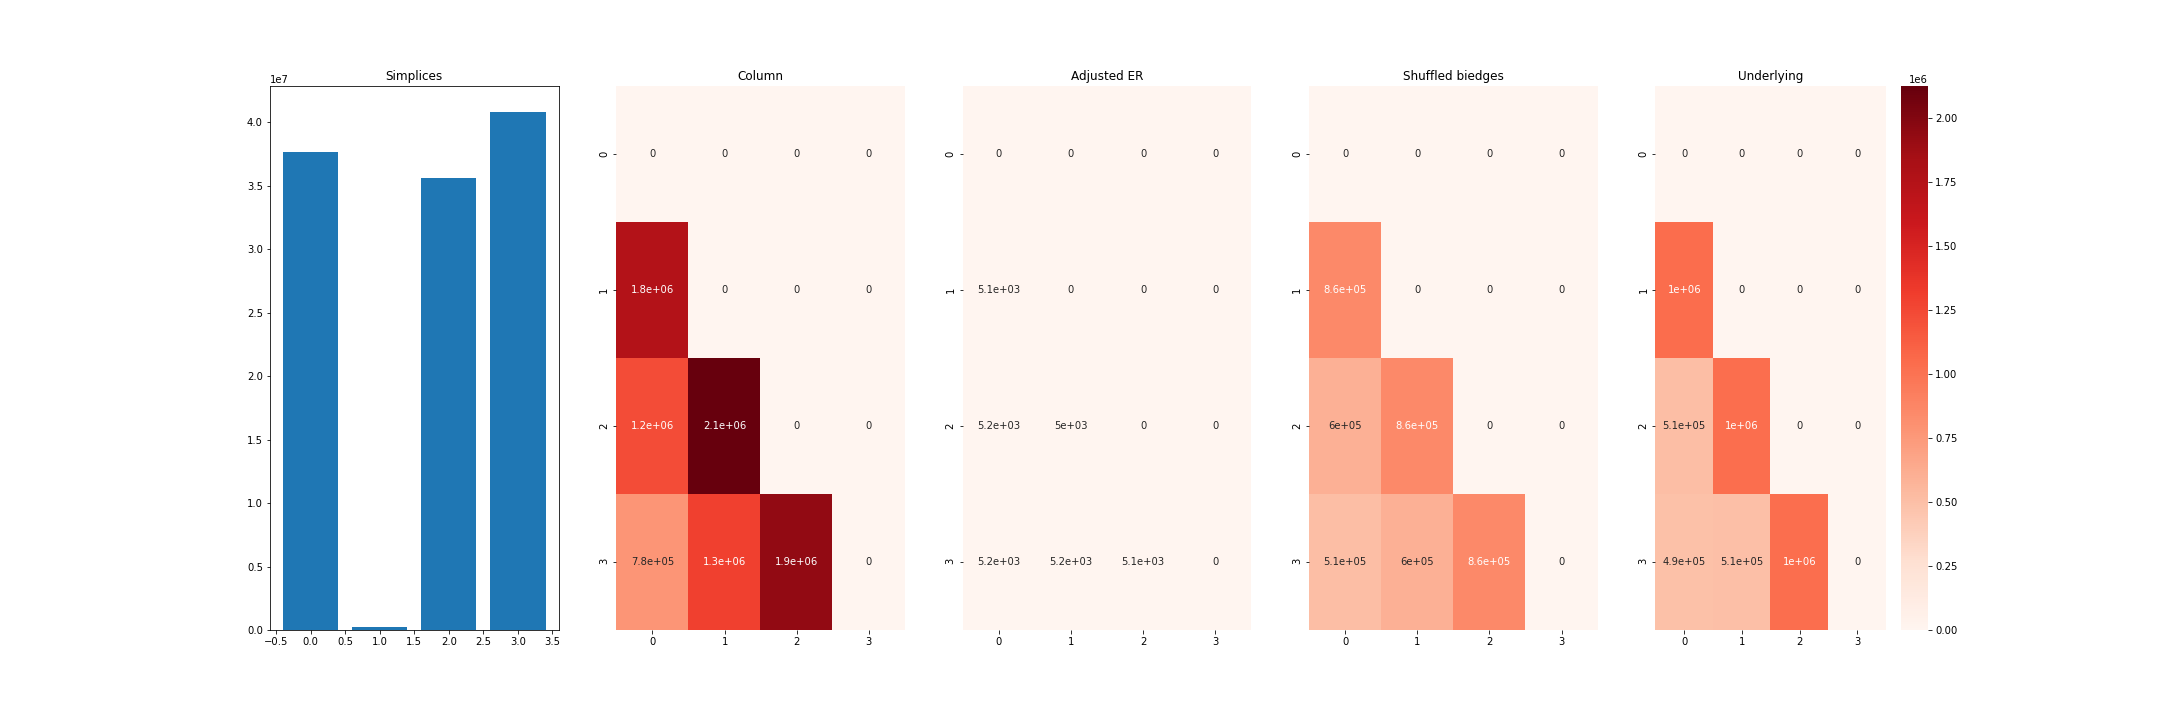 Simplices
1e7
4.0
3.5
3.0
2.5
2.0
1.5
1.0
0.5
0.0
−0.5 0.0 0.5 1.0 1.5 2.0 2.5 3.0 3.5
Column
0 0 0 0 0
1 1.8e+06 0 0 0
2 1.2e+06 2.1e+06 0 0
3 7.8e+05 1.3e+06 1.9e+06 0
0 1 2 3
Adjusted ER
0 0 0 0 0
1 5.1e+03 0 0 0
2 5.2e+03 5e+03 0 0
3 5.2e+03 5.2e+03 5.1e+03 0
0 1 2 3
Shuffled biedges
0 0 0 0 0
1 8.6e+05 0 0 0
2 6e+05 8.6e+05 0 0
3 5.1e+05 6e+05 8.6e+05 0
0 1 2 3
Underlying
0 0 0 0 0
1 1e+06 0 0 0
2 5.1e+05 1e+06 0 0
3 4.9e+05 5.1e+05 1e+06 0
0 1 2 3
1e6
2.00
1.75
1.50
1.25
1.00
0.75
0.50
0.25
0.00